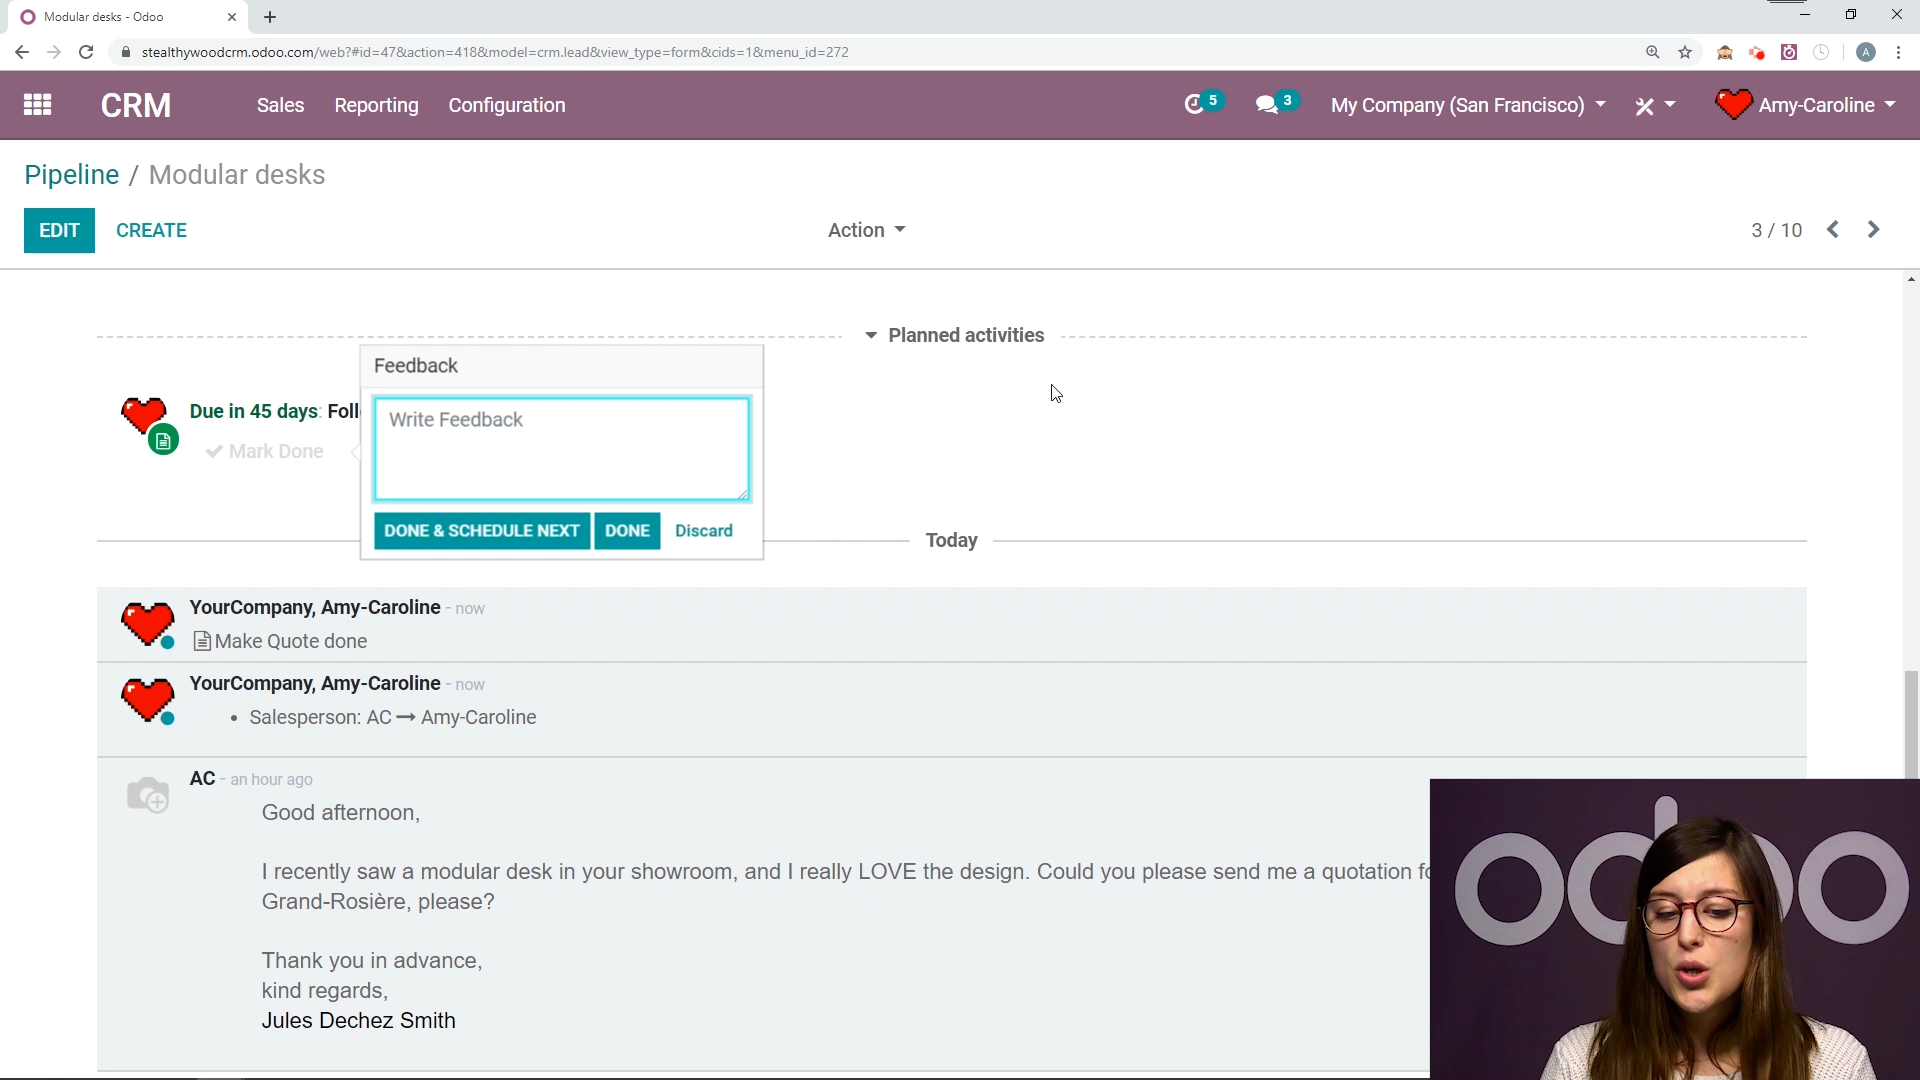 Modular desks - Odoo
stealthywoodcrm.odoo.com/web?#id=47&action=418&model=crm.lead&view_type=form&cids=1&menu_id=272
A
CRM
Sales
Reporting
Configuration
5
3
My Company (San Francisco)
Amy-Caroline
Pipeline / Modular desks
EDIT
CREATE
Action
3 / 10
Planned activities
Feedback
Due in 45 days: Foll
Write Feedback
Mark Done
DONE & SCHEDULE NEXT
DONE
Discard
Today
YourCompany, Amy-Caroline - now
Make Quote done
YourCompany, Amy-Caroline - now
Salesperson: AC → Amy-Caroline
AC - an hour ago
Good afternoon,
I recently saw a modular desk in your showroom, and I really LOVE the design. Could you please send me a quotation fo
Grand-Rosière, please?
Thank you in advance,
kind regards,
Jules Dechez Smith
odoo